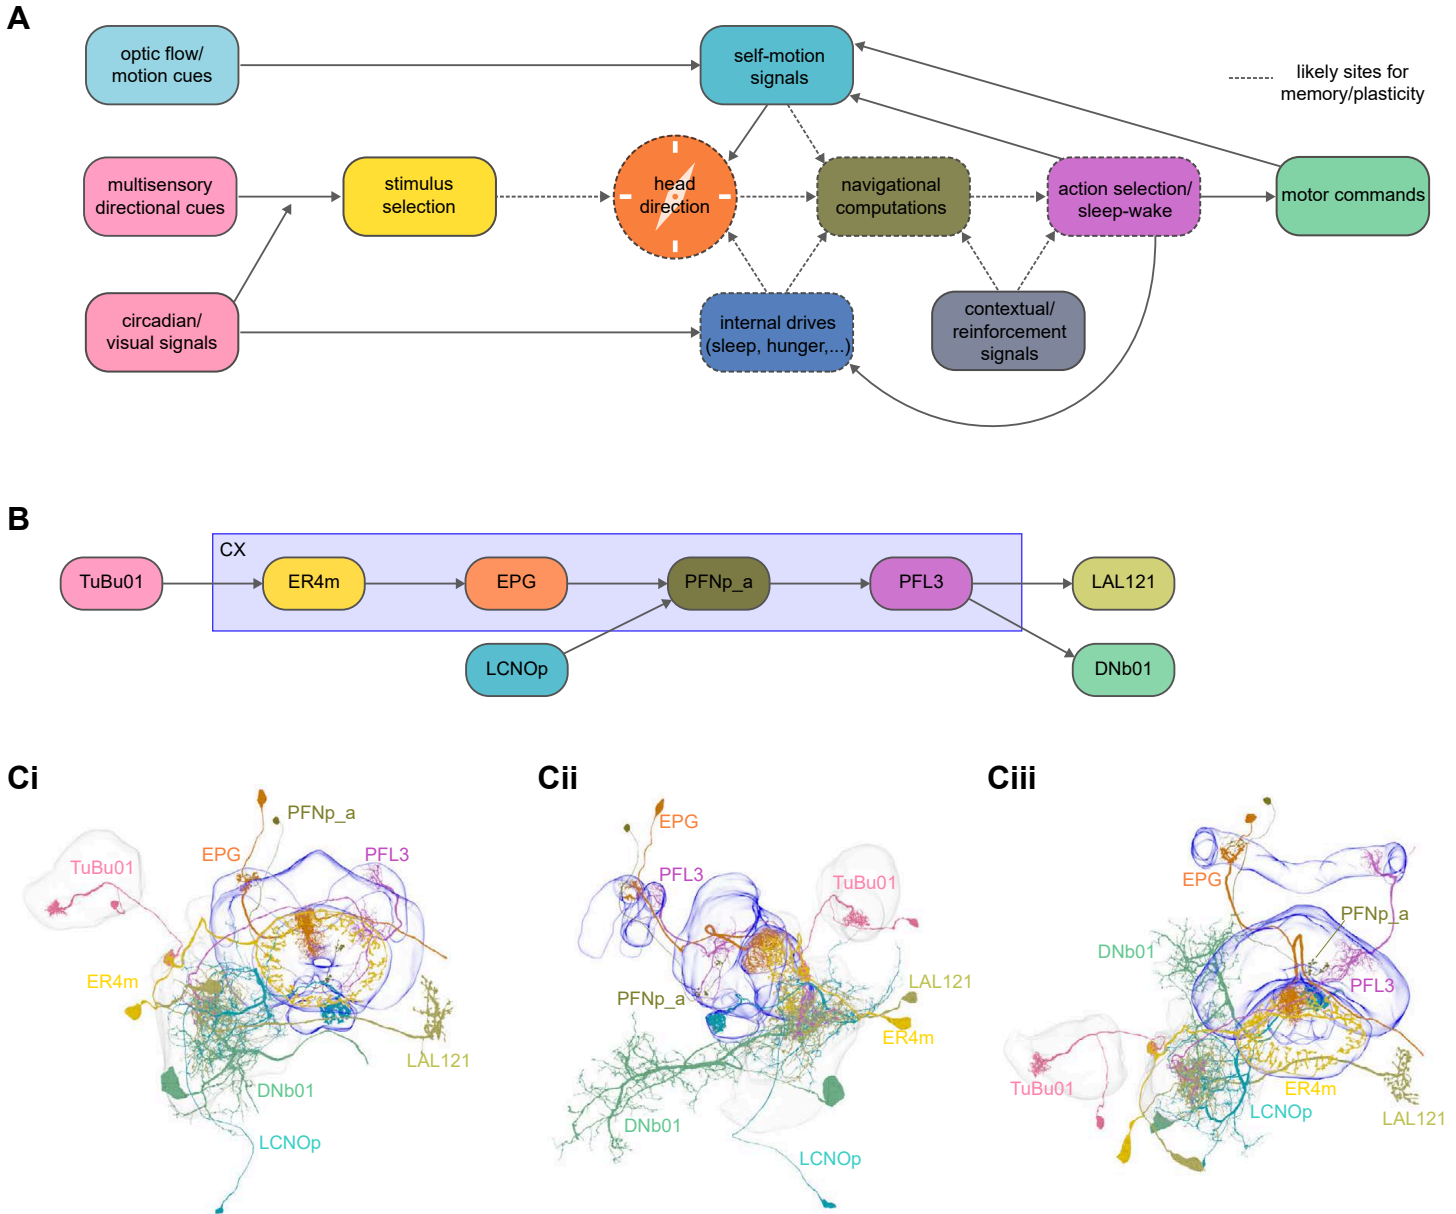 A
optic flow/
motion cues
self-motion
signals
likely sites for
memory/plasticity
multisensory
directional cues
stimulus
selection
head
direction
navigational
computations
action selection/
sleep-wake
motor commands
circadian/
visual signals
internal drives
(sleep, hunger,...)
contextual/
reinforcement
signals
B
CX
TuBu01
ER4m
EPG
PFNp_a
PFL3
LAL121
LCNOp
DNb01
Ci
PFNp_a
EPG
PFL3
TuBu01
ER4m
LAL121
DNb01
LCNOp
Cii
EPG
PFL3
TuBu01
PFNp_a
LAL121
ER4m
DNb01
LCNOp
Ciii
EPG
PFNp_a
DNb01
PFL3
TuBu01
ER4m
LCNOp
LAL121